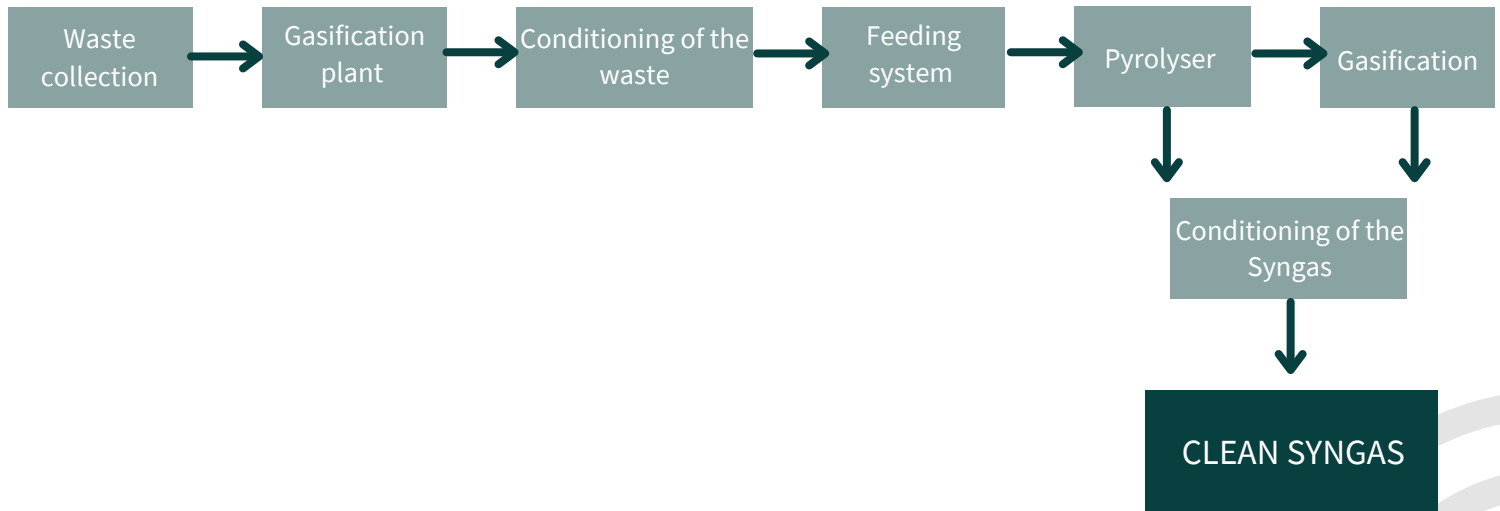 Waste
collection
Gasification
plant
Conditioning of the
waste
Feeding
system
Pyrolyser
Gasification
Conditioning of the
Syngas
CLEAN SYNGAS